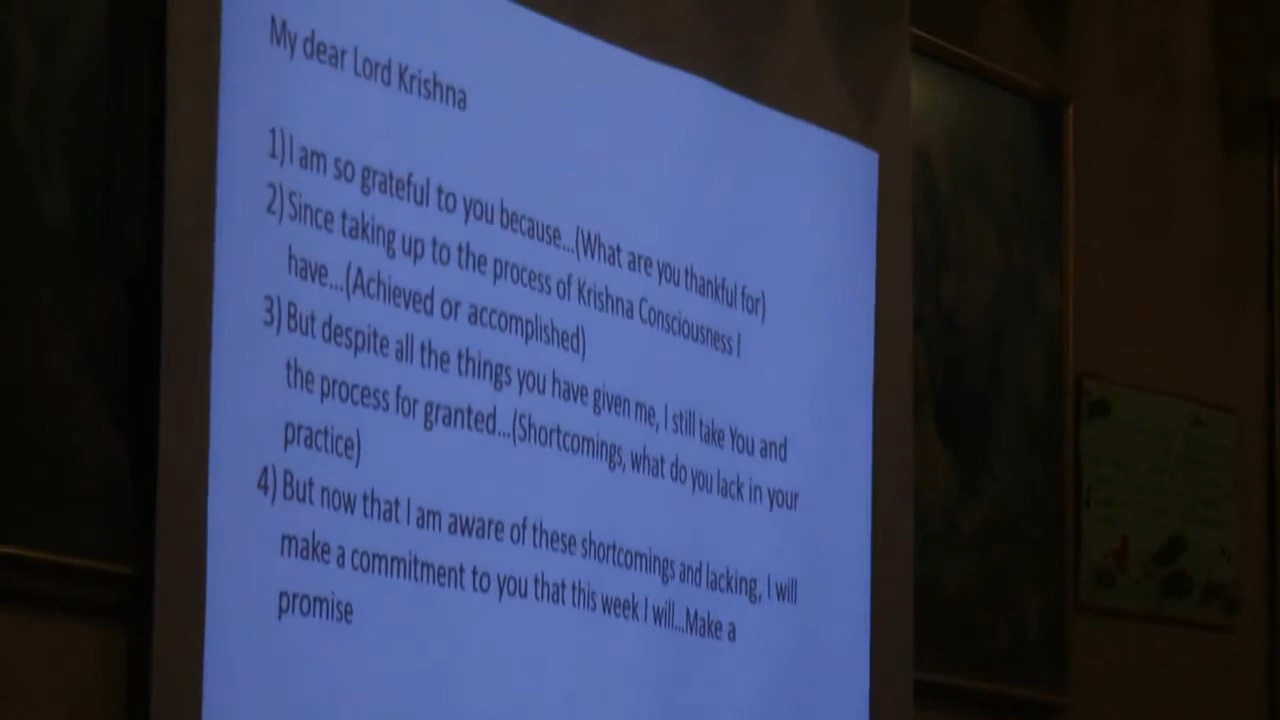 My dear Lord Krishna
1) I am so grateful to you because...(What are you thankful for)
2) Since taking up to the process of Krishna Consciousness I
have...(Achieved or accomplished)
3) But despite all the things you have given me, I still take You and
the process for granted...(Shortcomings, what do you lack in your
practice)
4) But now that I am aware of these shortcomings and lacking, I will
make a commitment to you that this week I will...Make a
promise